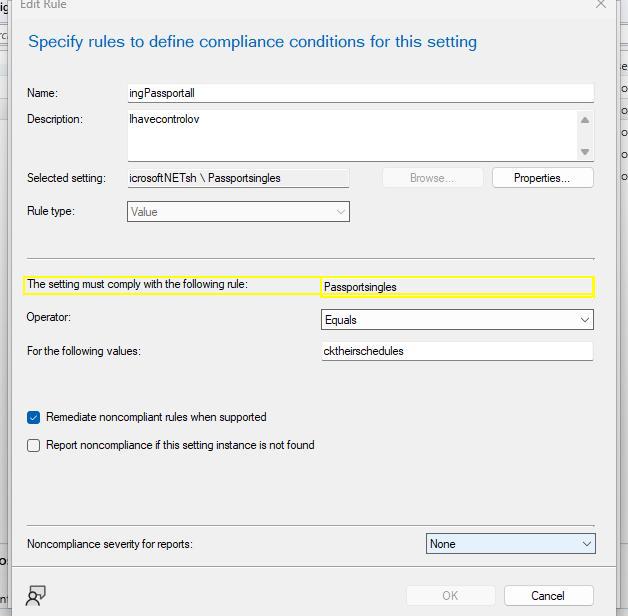 Edit Rule
Specify rules to define compliance conditions for this setting
Name: ingPassportall
Description: Ihavecontrolov
Selected setting: icrosoftNETsh \ Passportsingles Browse... Properties...
Rule type: Value
The setting must comply with the following rule: Passportsingles
Operator: Equals
For the following values: cktheirschedules
Remediate noncompliant rules when supported
Report noncompliance if this setting instance is not found
Noncompliance severity for reports: None
OK Cancel